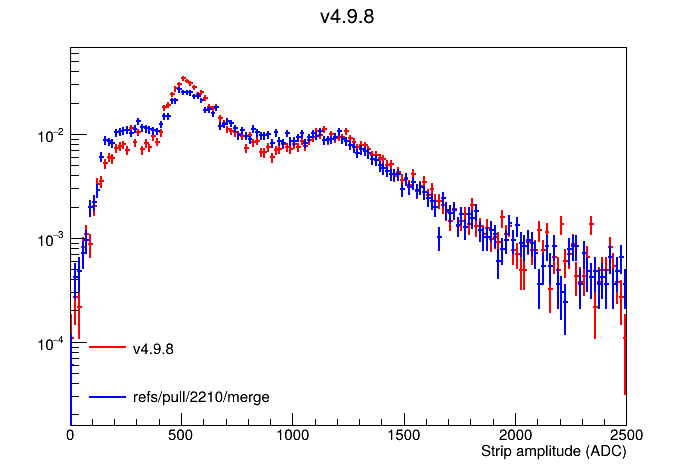 v4.9.8
10⁻²
10⁻³
10⁻⁴
v4.9.8
refs/pull/2210/merge
0 500 1000 1500 2000 2500
Strip amplitude (ADC)